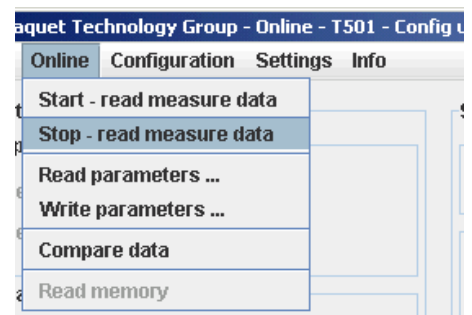 Technology Group - Online - T501 - Config
Online Configuration Settings Info
Start - read measure data
Stop - read measure data
Read parameters ...
Write parameters ...
Compare data
Read memory